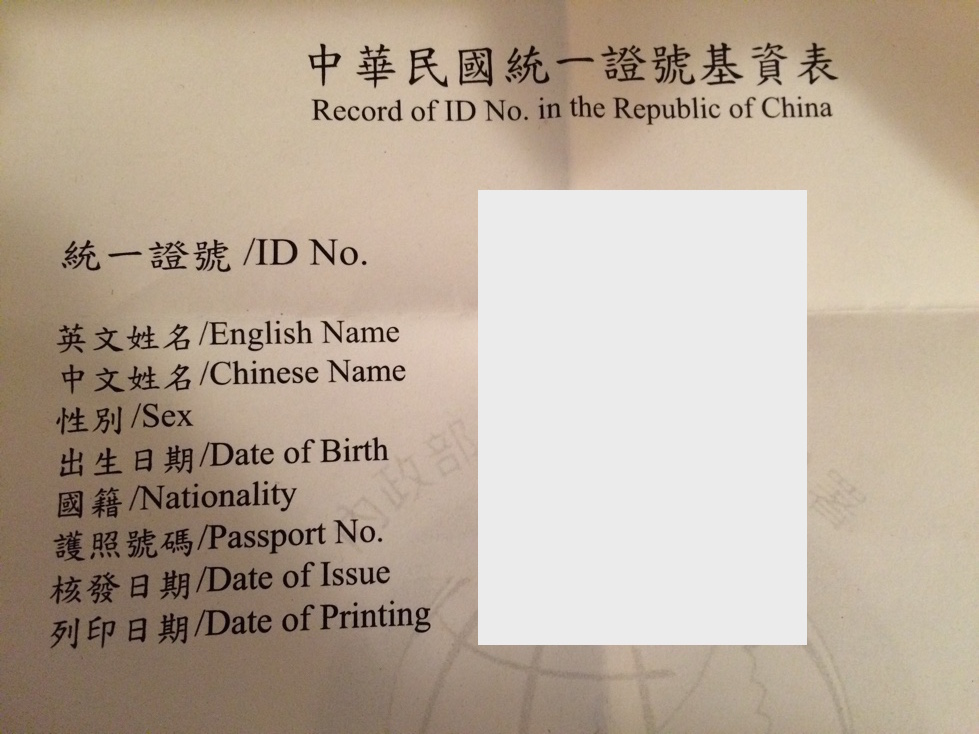 中華民國統一證號基資表
Record of ID No. in the Republic of China
統一證號 /ID No.
英文姓名/English Name
中文姓名/Chinese Name
性別/Sex
出生日期/Date of Birth
國籍/Nationality
護照號碼/Passport No.
核發日期/Date of Issue
列印日期/Date of Printing
內政部